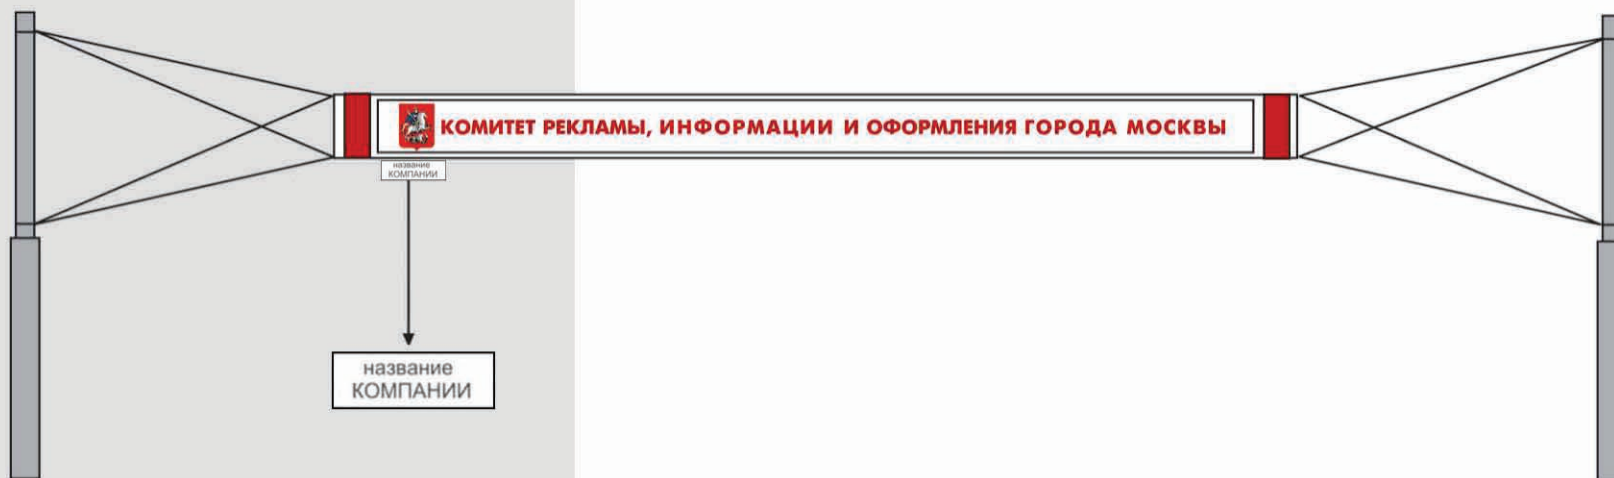 КОМИТЕТ РЕКЛАМЫ, ИНФОРМАЦИИ И ОФОРМЛЕНИЯ ГОРОДА МОСКВЫ
название
КОМПАНИИ
название
КОМПАНИИ